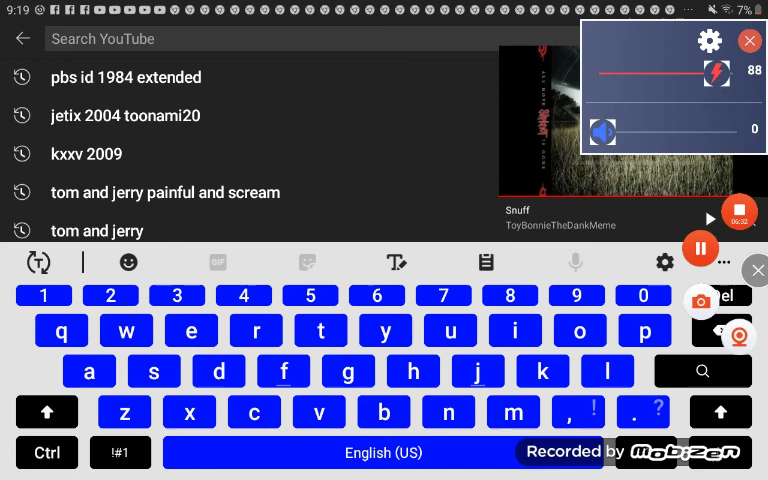 9:19 7%
Search YouTube
88
pbs id 1984 extended
jetix 2004 toonami20
0
kxxv 2009
tom and jerry painful and scream
Snuff
06:32
ToyBonnieTheDankMeme
tom and jerry
T GIF T
1 2 3 4 5 6 7 8 9 0 Del
q w e r t y u i o p
a s d f g h j k l
z x c v b n m , ! . ?
Ctrl !#1 English (US) Recorded by mobizen